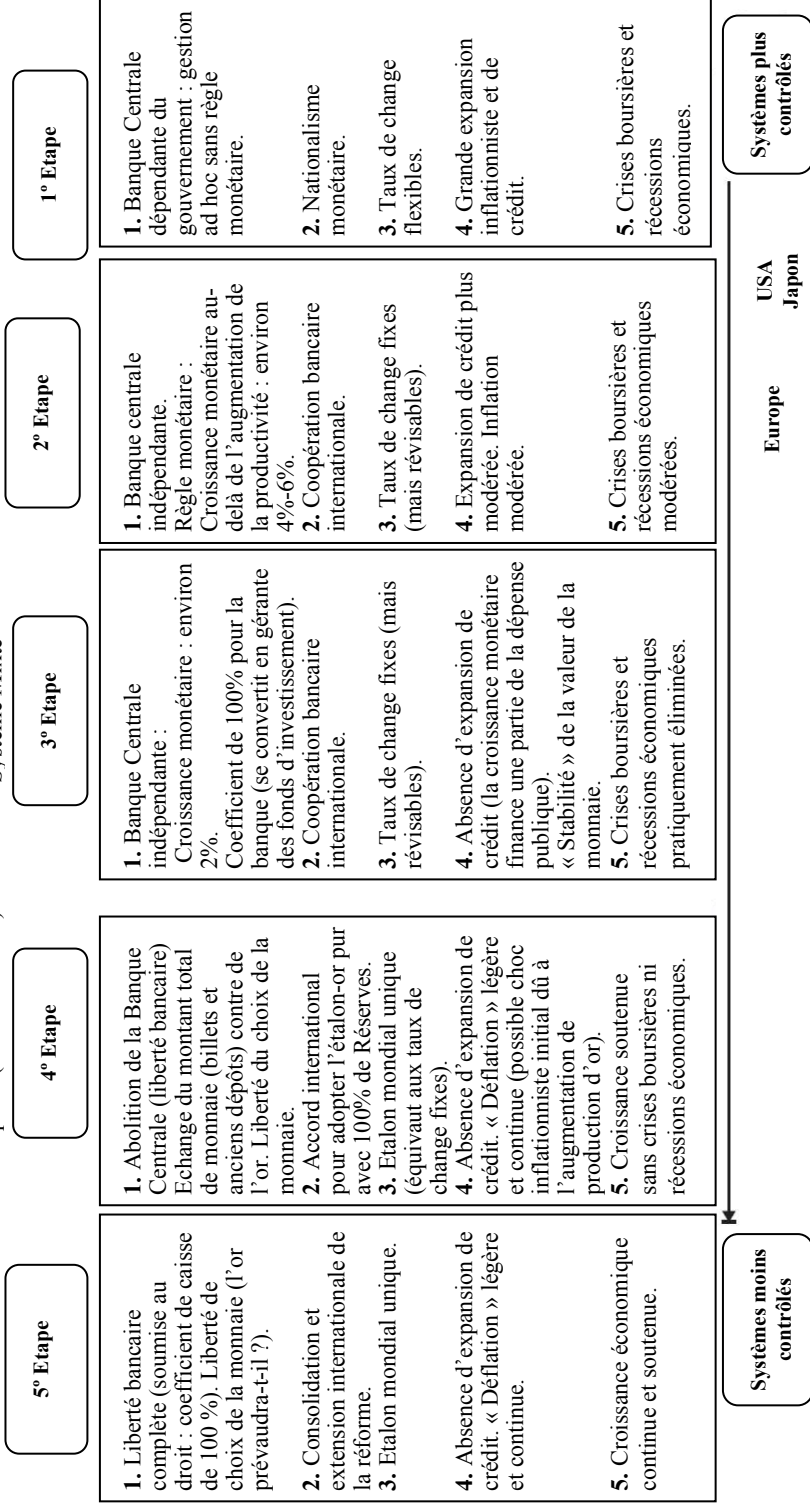 5º Etape
1. Liberté bancaire
complète (soumise au
droit : coefficient de caisse
de 100 %). Liberté de
choix de la monnaie (l'or
prévaudra-t-il ?).
2. Consolidation et
extension internationale de
la réforme.
3. Etalon mondial unique.
4. Absence d'expansion de
crédit. « Déflation » légère
et continue.
5. Croissance économique
continue et soutenue.
4º Etape
1. Abolition de la Banque
Centrale (liberté bancaire)
Echange du montant total
de monnaie (billets et
anciens dépôts) contre de
l'or. Liberté du choix de la
monnaie.
2. Accord international
pour adopter l'étalon-or pur
avec 100% de Réserves.
3. Etalon mondial unique
(équivaut aux taux de
change fixes).
4. Absence d'expansion de
crédit. « Déflation » légère
et continue (possible choc
inflationniste initial dû à
l'augmentation de
production d'or).
5. Croissance soutenue
sans crises boursières ni
récessions économiques.
3º Etape
1. Banque Centrale
indépendante :
Croissance monétaire : environ
2%.
Coefficient de 100% pour la
banque (se convertit en gérante
des fonds d'investissement).
2. Coopération bancaire
internationale.
3. Taux de change fixes (mais
révisables).
4. Absence d'expansion de
crédit (la croissance monétaire
finance une partie de la dépense
publique).
« Stabilité » de la valeur de la
monnaie.
5. Crises boursières et
récessions économiques
pratiquement éliminées.
2º Etape
1. Banque centrale
indépendante.
Règle monétaire :
Croissance monétaire au-
delà de l'augmentation de
la productivité : environ
4%-6%.
2. Coopération bancaire
internationale.
3. Taux de change fixes
(mais révisables).
4. Expansion de crédit plus
modérée. Inflation
modérée.
5. Crises boursières et
récessions économiques
modérées.
1º Etape
1. Banque Centrale
dépendante du
gouvernement : gestion
ad hoc sans règle
monétaire.
2. Nationalisme
monétaire.
3. Taux de change
flexibles.
4. Grande expansion
inflationniste et de
crédit.
5. Crises boursières et
récessions
économiques.
Systèmes moins
contrôlés
Europe
USA
Japon
Systèmes plus
contrôlés